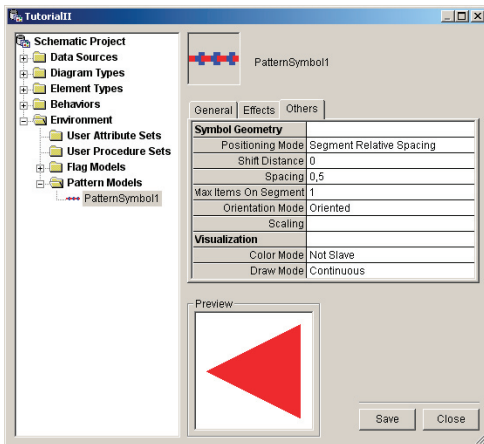 TutorialII
Schematic Project
Data Sources
Diagram Types
Element Types
Behaviors
Environment
User Attribute Sets
User Procedure Sets
Flag Models
Pattern Models
PatternSymbol1
PatternSymbol1
General Effects Others
Symbol Geometry
Positioning Mode Segment Relative Spacing
Shift Distance 0
Spacing 0,5
Max Items On Segment 1
Orientation Mode Oriented
Scaling
Visualization
Color Mode Not Slave
Draw Mode Continuous
Preview
Save Close